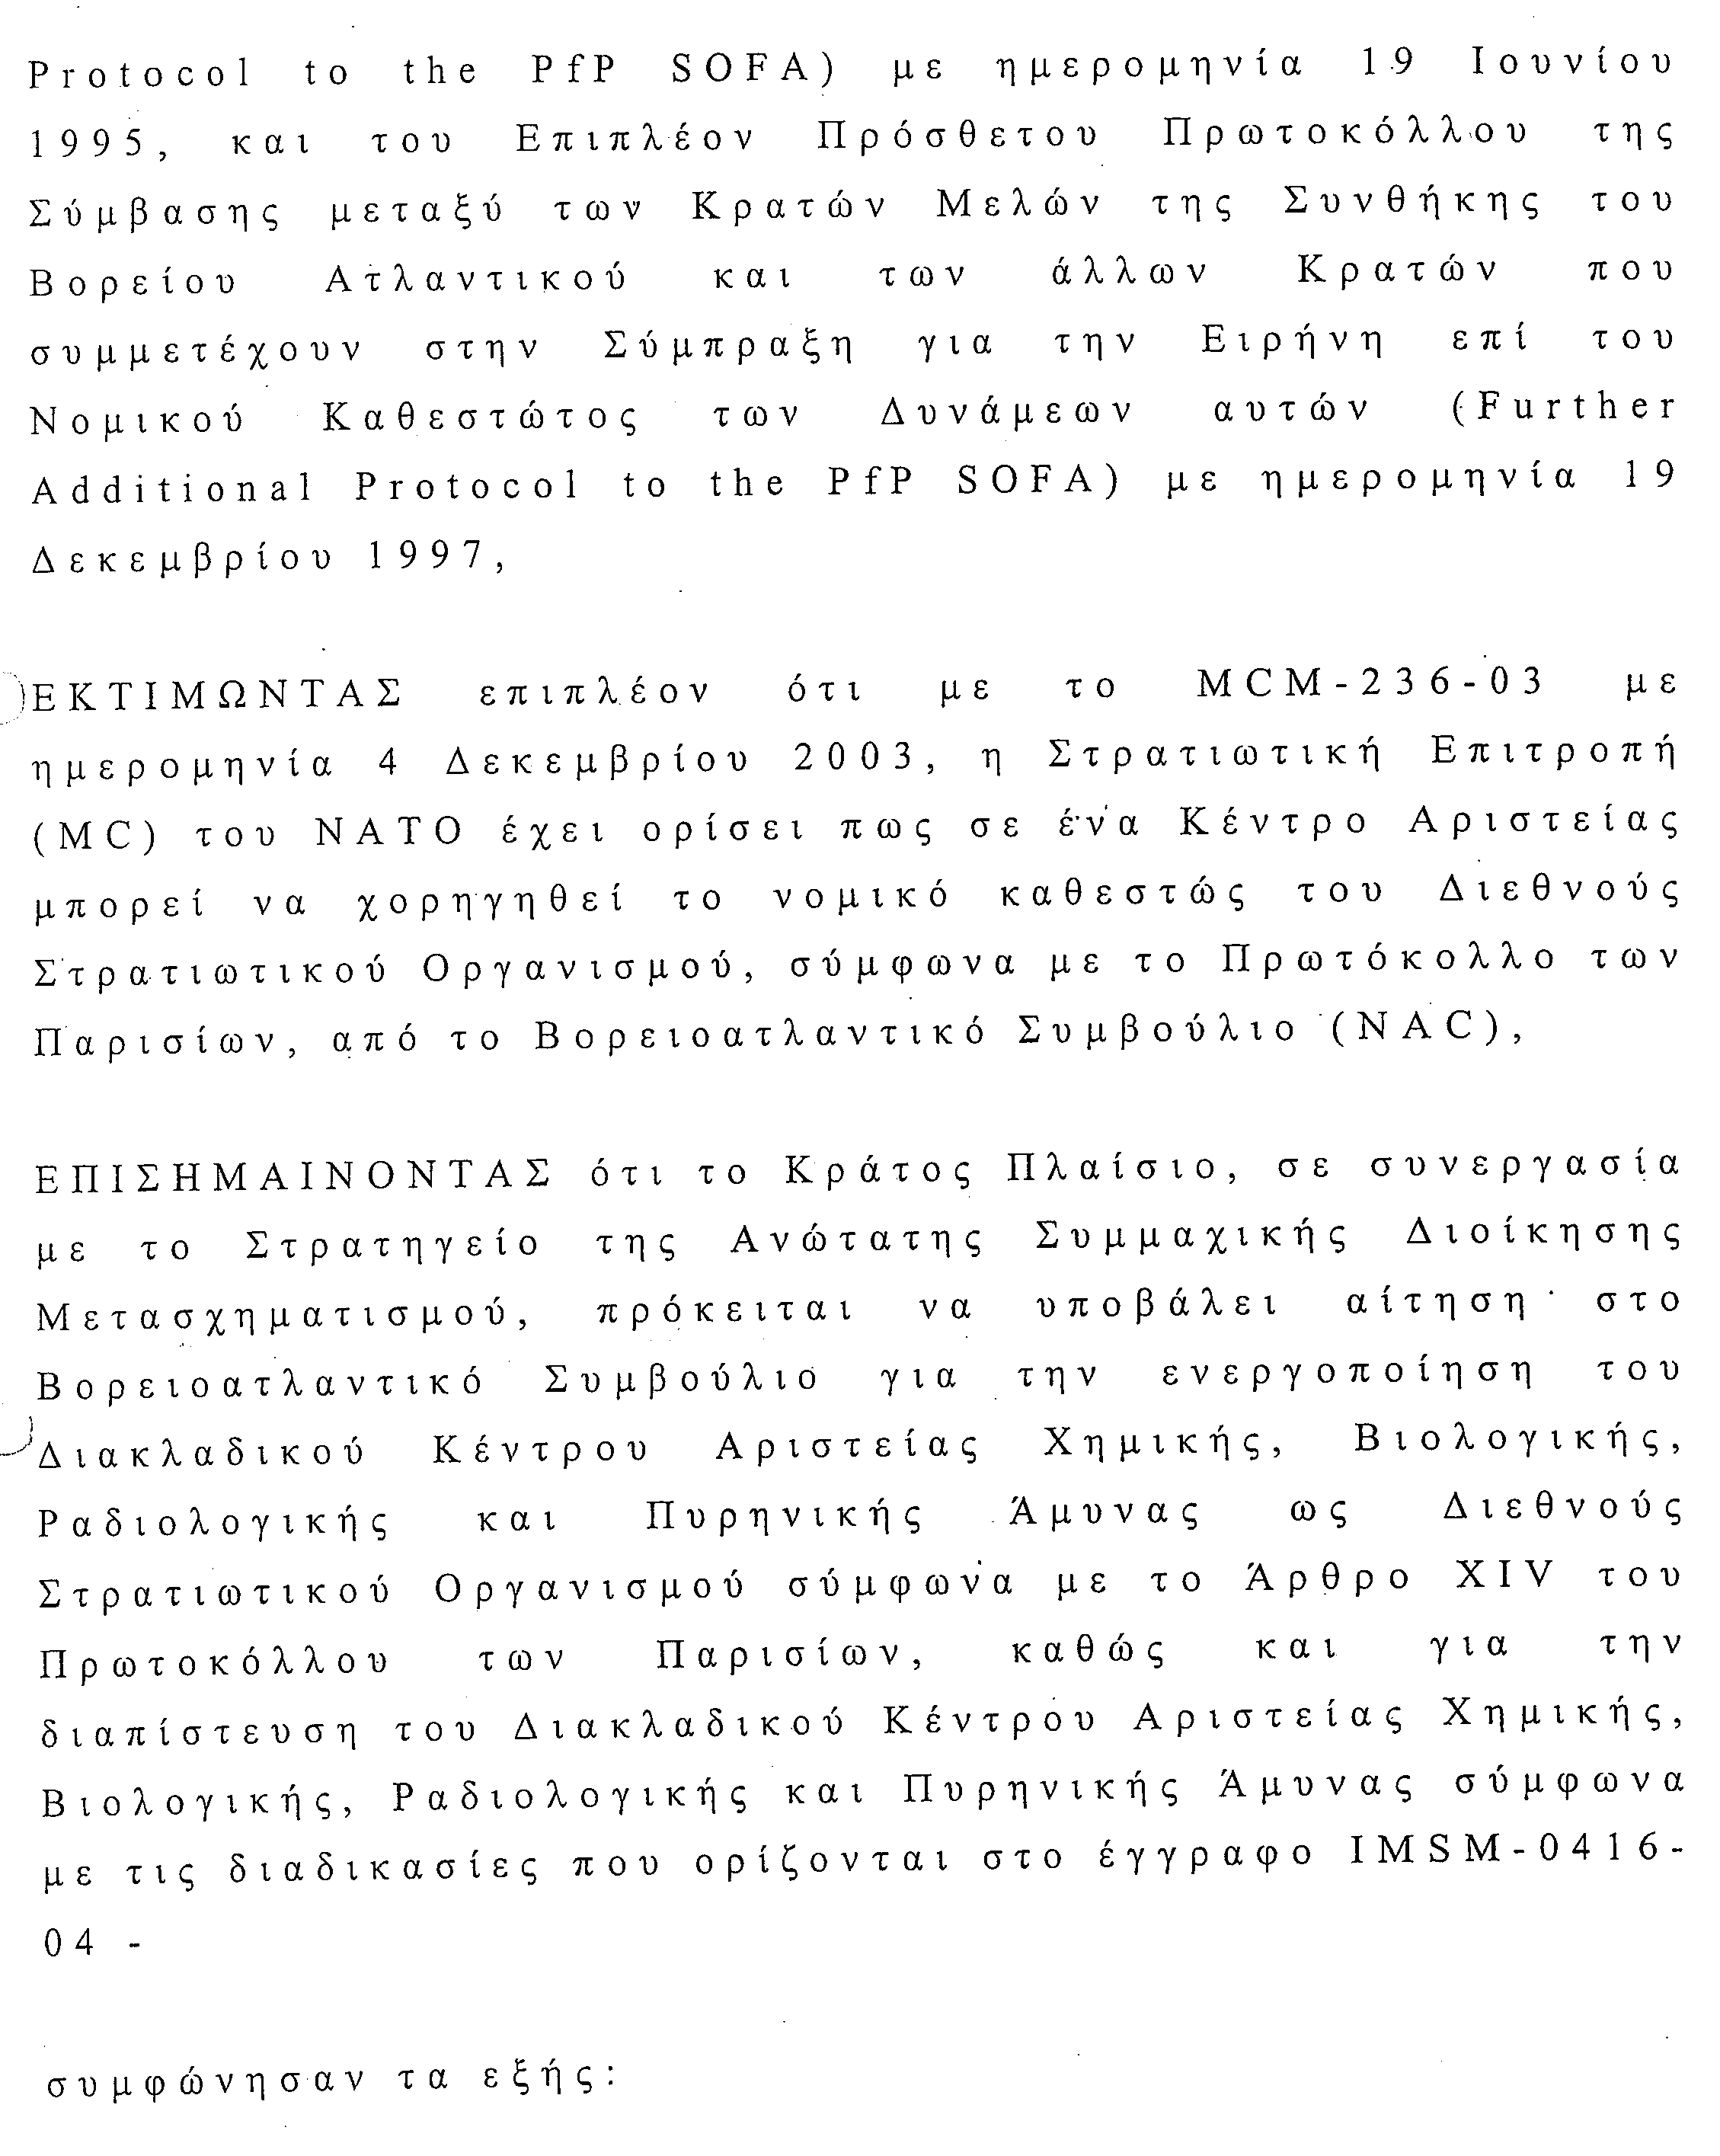 Protocol to the PfP SOFA) με ημερομηνία 19 Ιουνίου
1995, και του Επιπλέον Πρόσθετου Πρωτοκόλλου της
Σύμβασης μεταξύ των Κρατών Μελών της Συνθήκης του
Βορείου Ατλαντικού και των άλλων Κρατών που
συμμετέχουν στην Σύμπραξη για την Ειρήνη επί του
Νομικού Καθεστώτος των Δυνάμεων αυτών (Further
Additional Protocol to the PfP SOFA) με ημερομηνία 19
Δεκεμβρίου 1997,
ΕΚΤΙΜΩΝΤΑΣ επιπλέον ότι με το MCM-236-03 με
ημερομηνία 4 Δεκεμβρίου 2003, η Στρατιωτική Επιτροπή
(MC) του ΝΑΤΟ έχει ορίσει πως σε ένα Κέντρο Αριστείας
μπορεί να χορηγηθεί το νομικό καθεστώς του Διεθνούς
Στρατιωτικού Οργανισμού, σύμφωνα με το Πρωτόκολλο των
Παρισίων, από το Βορειοατλαντικό Συμβούλιο (NAC),
ΕΠΙΣΗΜΑΙΝΟΝΤΑΣ ότι το Κράτος Πλαίσιο, σε συνεργασία
με το Στρατηγείο της Ανώτατης Συμμαχικής Διοίκησης
Μετασχηματισμού, πρόκειται να υποβάλει αίτηση στο
Βορειοατλαντικό Συμβούλιο για την ενεργοποίηση του
Διακλαδικού Κέντρου Αριστείας Χημικής, Βιολογικής,
Ραδιολογικής και Πυρηνικής Άμυνας ως Διεθνούς
Στρατιωτικού Οργανισμού σύμφωνα με το Άρθρο XIV του
Πρωτοκόλλου των Παρισίων, καθώς και για την
διαπίστευση του Διακλαδικού Κέντρου Αριστείας Χημικής,
Βιολογικής, Ραδιολογικής και Πυρηνικής Άμυνας σύμφωνα
με τις διαδικασίες που ορίζονται στο έγγραφο IMSM-0416-
04 -
συμφώνησαν τα εξής: